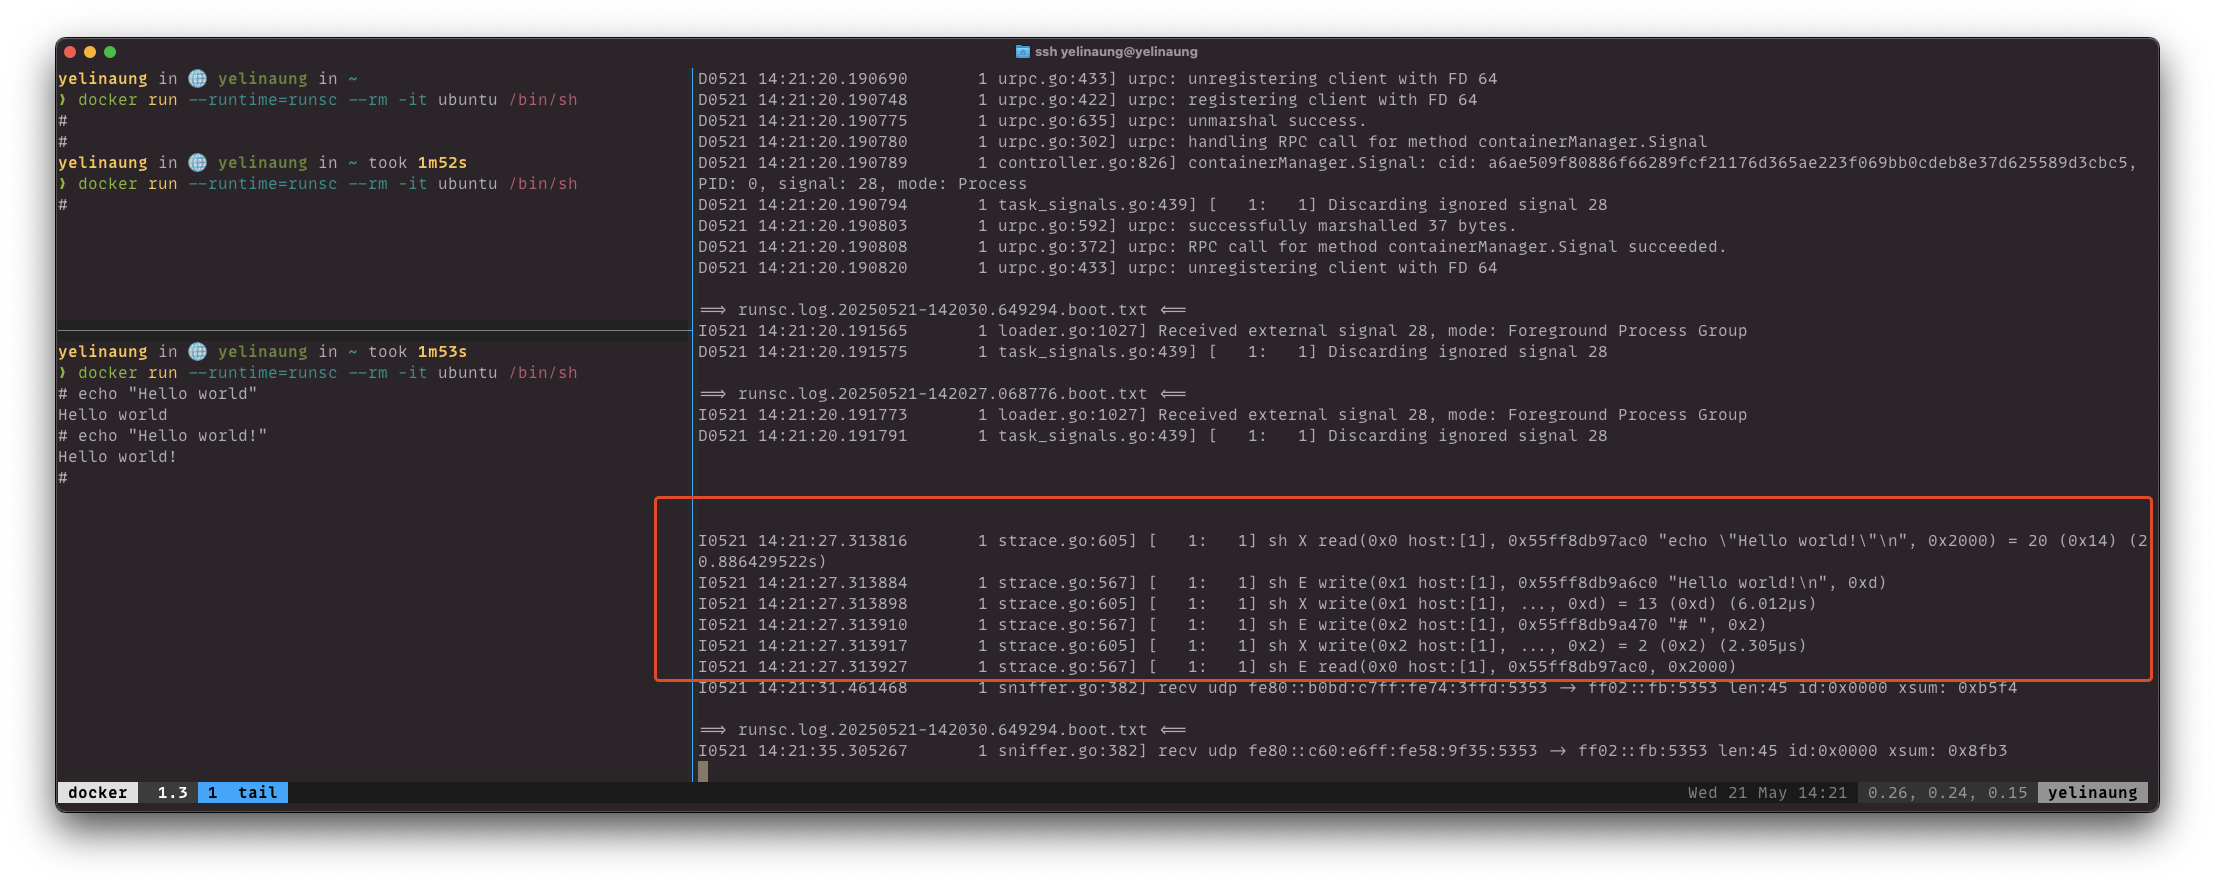 ssh yelinaung@yelinaung
yelinaung in 🌐 yelinaung in ~
❯ docker run --runtime=runsc --rm -it ubuntu /bin/sh
#
#
yelinaung in 🌐 yelinaung in ~ took 1m52s
❯ docker run --runtime=runsc --rm -it ubuntu /bin/sh
#
yelinaung in 🌐 yelinaung in ~ took 1m53s
❯ docker run --runtime=runsc --rm -it ubuntu /bin/sh
# echo "Hello world"
Hello world
# echo "Hello world!"
Hello world!
#
D0521 14:21:20.190690       1 urpc.go:433] urpc: unregistering client with FD 64
D0521 14:21:20.190748       1 urpc.go:422] urpc: registering client with FD 64
D0521 14:21:20.190775       1 urpc.go:635] urpc: unmarshal success.
D0521 14:21:20.190780       1 urpc.go:302] urpc: handling RPC call for method containerManager.Signal
D0521 14:21:20.190789       1 controller.go:826] containerManager.Signal: cid: a6ae509f80886f66289fcf21176d365ae223f069bb0cdeb8e37d625589d3cbc5,
PID: 0, signal: 28, mode: Process
D0521 14:21:20.190794       1 task_signals.go:439] [   1:   1] Discarding ignored signal 28
D0521 14:21:20.190803       1 urpc.go:592] urpc: successfully marshalled 37 bytes.
D0521 14:21:20.190808       1 urpc.go:372] urpc: RPC call for method containerManager.Signal succeeded.
D0521 14:21:20.190820       1 urpc.go:433] urpc: unregistering client with FD 64
==> runsc.log.20250521-142030.649294.boot.txt <==
I0521 14:21:20.191565       1 loader.go:1027] Received external signal 28, mode: Foreground Process Group
D0521 14:21:20.191575       1 task_signals.go:439] [   1:   1] Discarding ignored signal 28
==> runsc.log.20250521-142027.068776.boot.txt <==
I0521 14:21:20.191773       1 loader.go:1027] Received external signal 28, mode: Foreground Process Group
D0521 14:21:20.191791       1 task_signals.go:439] [   1:   1] Discarding ignored signal 28
I0521 14:21:27.313816       1 strace.go:605] [   1:   1] sh X read(0x0 host:[1], 0x55ff8db97ac0 "echo \"Hello world!\"\n", 0x2000) = 20 (0x14) (2
0.886429522s)
I0521 14:21:27.313884       1 strace.go:567] [   1:   1] sh E write(0x1 host:[1], 0x55ff8db9a6c0 "Hello world!\n", 0xd)
I0521 14:21:27.313898       1 strace.go:605] [   1:   1] sh X write(0x1 host:[1], ..., 0xd) = 13 (0xd) (6.012µs)
I0521 14:21:27.313910       1 strace.go:567] [   1:   1] sh E write(0x2 host:[1], 0x55ff8db9a470 "# ", 0x2)
I0521 14:21:27.313917       1 strace.go:605] [   1:   1] sh X write(0x2 host:[1], ..., 0x2) = 2 (0x2) (2.305µs)
I0521 14:21:27.313927       1 strace.go:567] [   1:   1] sh E read(0x0 host:[1], 0x55ff8db97ac0, 0x2000)
I0521 14:21:31.461468       1 sniffer.go:382] recv udp fe80::b0bd:c7ff:fe74:3ffd:5353 -> ff02::fb:5353 len:45 id:0x0000 xsum: 0xb5f4
==> runsc.log.20250521-142030.649294.boot.txt <==
I0521 14:21:35.305267       1 sniffer.go:382] recv udp fe80::c60:e6ff:fe58:9f35:5353 -> ff02::fb:5353 len:45 id:0x0000 xsum: 0x8fb3
docker 1.3 1 tail Wed 21 May 14:21 0.26, 0.24, 0.15 yelinaung